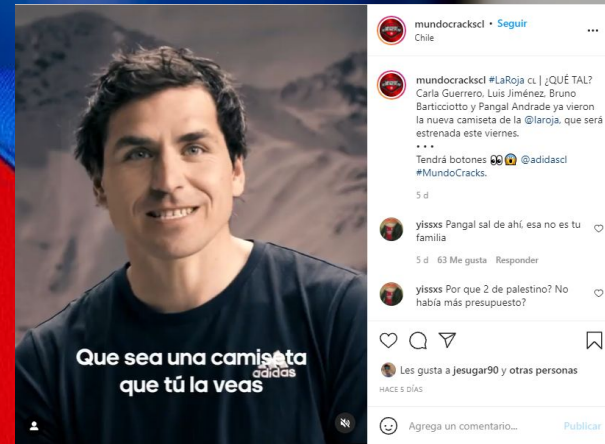 mundocrackscl • Seguir
Chile
mundocrackscl #LaRoja CL | ¿QUÉ TAL?
Carla Guerrero, Luis Jiménez, Bruno
Barticciotto y Pangal Andrade ya vieron
la nueva camiseta de la @laroja, que será
estrenada este viernes.
• • •
Tendrá botones 👀😱 @adidascl
#MundoCracks.
5 d
yissxs Pangal sal de ahí, esa no es tu
familia
5 d 63 Me gusta Responder
yissxs Por que 2 de palestino? No
había más presupuesto?
Les gusta a jesugar90 y otras personas
HACE 5 DÍAS
Agrega un comentario... Publicar
Que sea una camiseta
que tú la veas
adidas